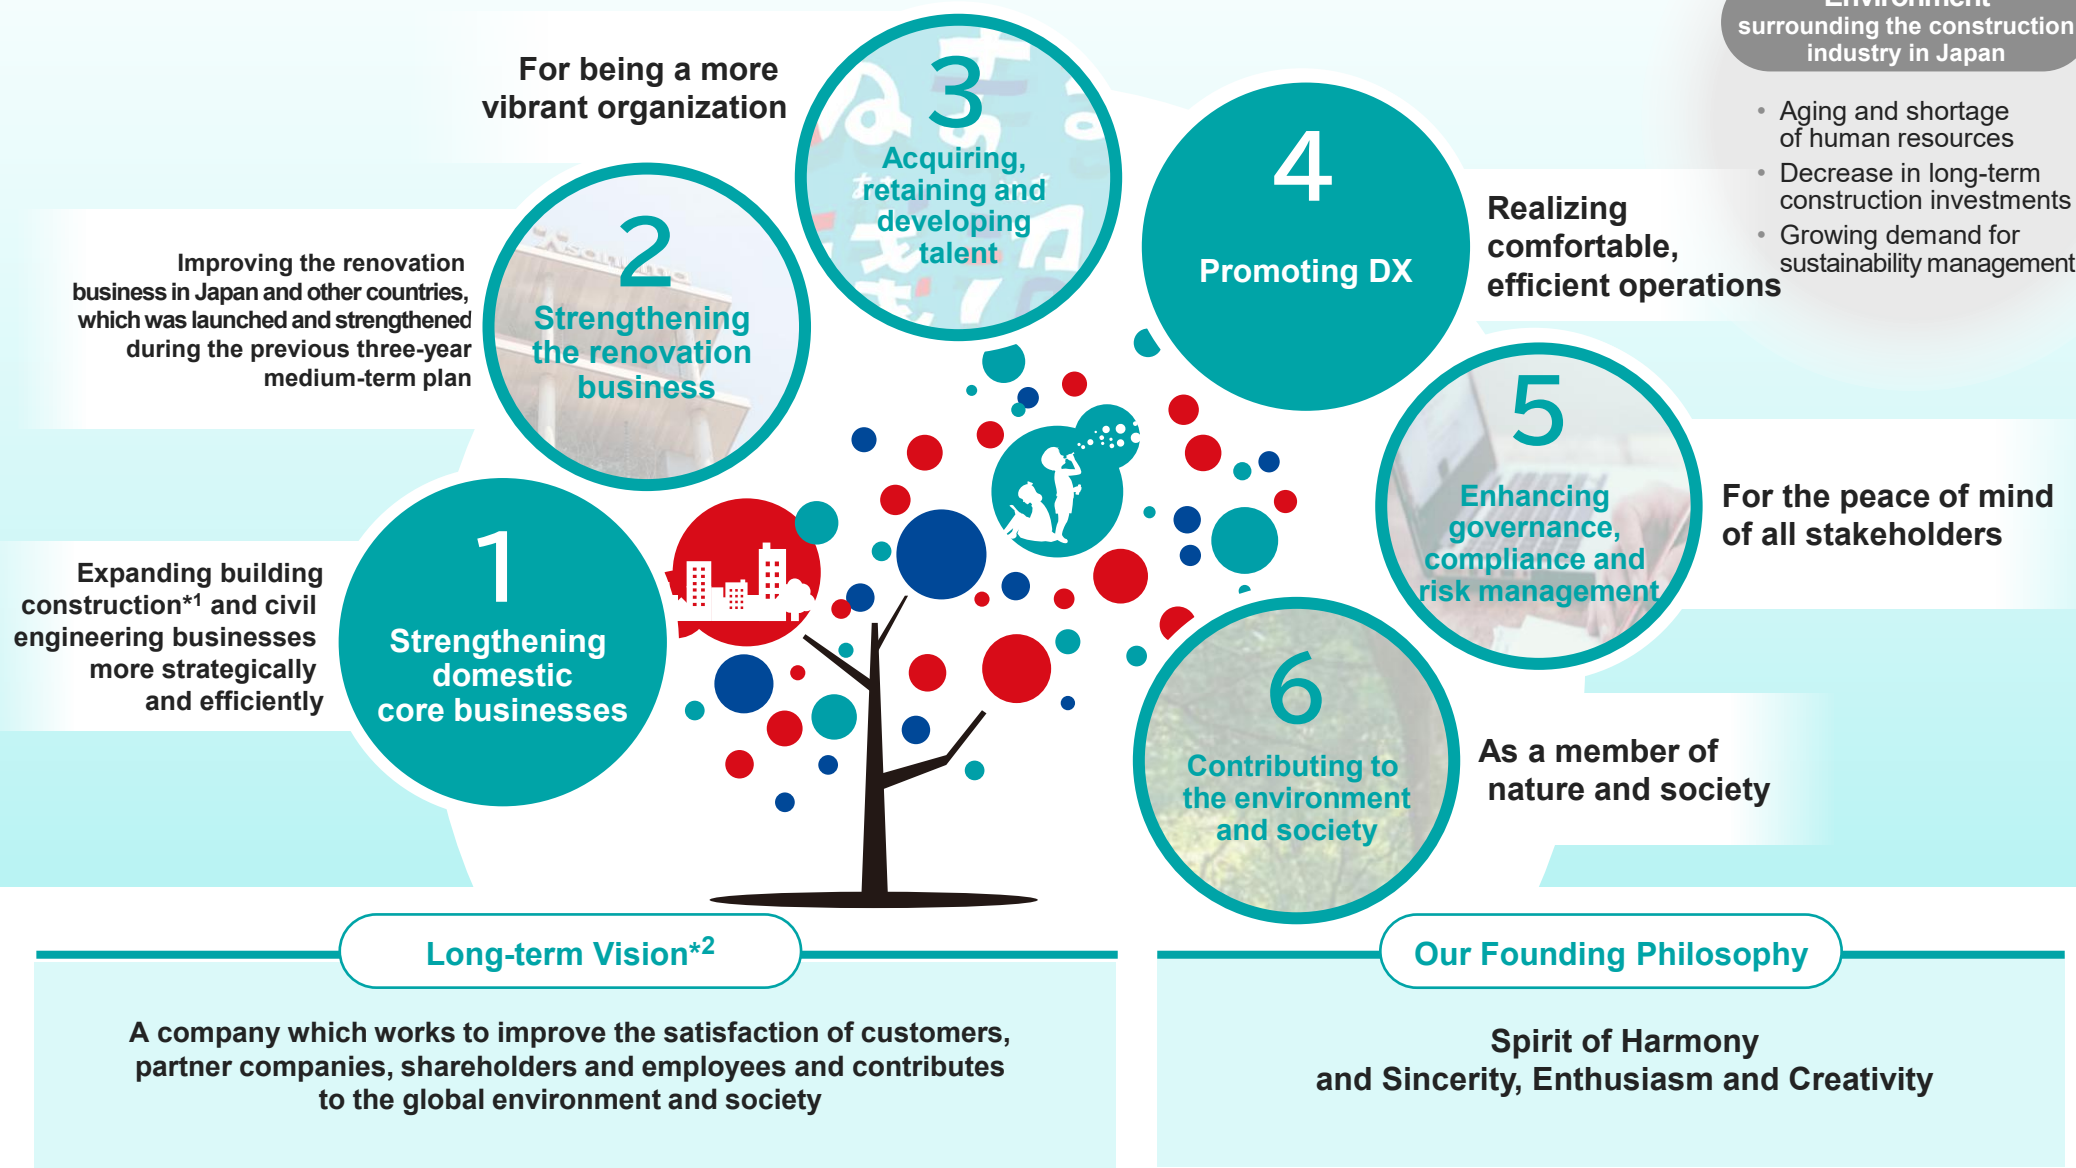 Environment
surrounding the construction
industry in Japan
• Aging and shortage
of human resources
• Decrease in long-term
construction investments
• Growing demand for
sustainability management
For being a more
vibrant organization
3
Acquiring,
retaining and
developing
talent
4
Promoting DX
Realizing
comfortable,
efficient operations
Improving the renovation
business in Japan and other countries,
which was launched and strengthened
during the previous three-year
medium-term plan
2
Strengthening
the renovation
business
5
Enhancing
governance,
compliance and
risk management
For the peace of mind
of all stakeholders
Expanding building
construction*1 and civil
engineering businesses
more strategically
and efficiently
1
Strengthening
domestic
core businesses
6
Contributing to
the environment
and society
As a member of
nature and society
Long-term Vision*2
A company which works to improve the satisfaction of customers,
partner companies, shareholders and employees and contributes
to the global environment and society
Our Founding Philosophy
Spirit of Harmony
and Sincerity, Enthusiasm and Creativity